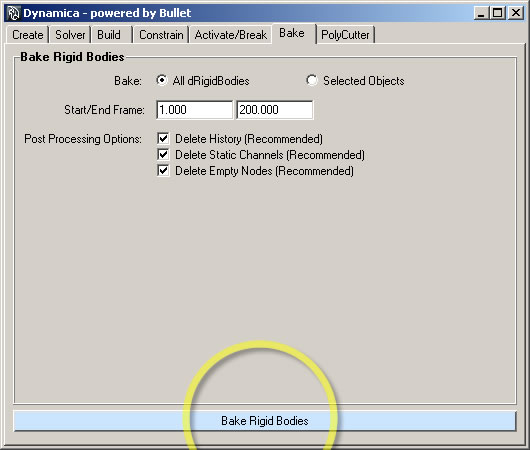 Dynamica - powered by Bullet
Create Solver Build Constrain Activate/Break Bake PolyCutter
Bake Rigid Bodies
Bake: All dRigidBodies Selected Objects
Start/End Frame: 1.000 200.000
Post Processing Options: Delete History (Recommended)
Delete Static Channels (Recommended)
Delete Empty Nodes (Recommended)
Bake Rigid Bodies